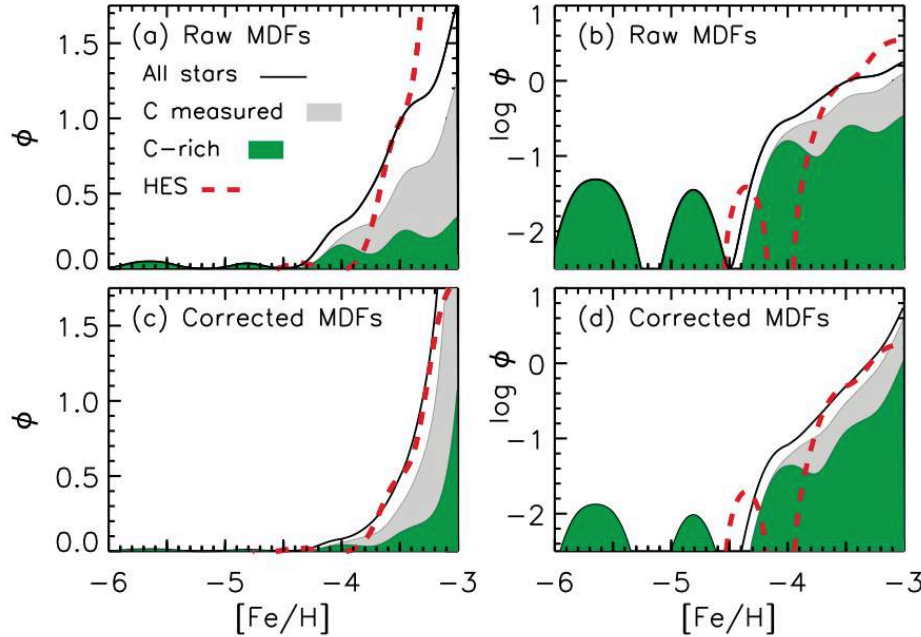 (a) Raw MDFs
All stars
C measured
C-rich
HES
1.5
1.0
0.5
0.0
ϕ
(b) Raw MDFs
1
0
−1
−2
log ϕ
(c) Corrected MDFs
1.5
1.0
0.5
0.0
ϕ
−6 −5 −4 −3
[Fe/H]
(d) Corrected MDFs
1
0
−1
−2
log ϕ
−6 −5 −4 −3
[Fe/H]